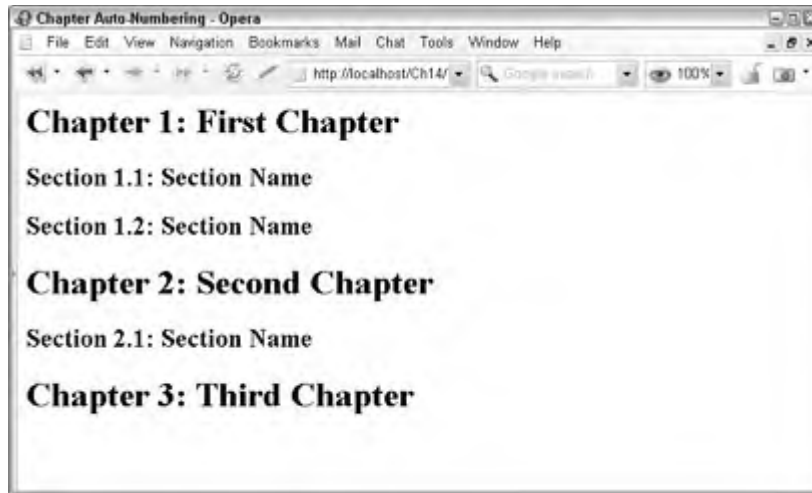 Chapter Auto-Numbering - Opera
File Edit View Navigation Bookmarks Mail Chat Tools Window Help
http://localhost/Ch14/ Google search 100%
Chapter 1: First Chapter
Section 1.1: Section Name
Section 1.2: Section Name
Chapter 2: Second Chapter
Section 2.1: Section Name
Chapter 3: Third Chapter